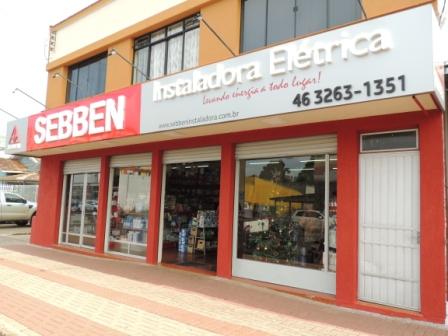 SEBBEN
Instaladora Elétrica
Levando energia a todo lugar!
www.sebbeninstaladora.com.br
46 3263-1351